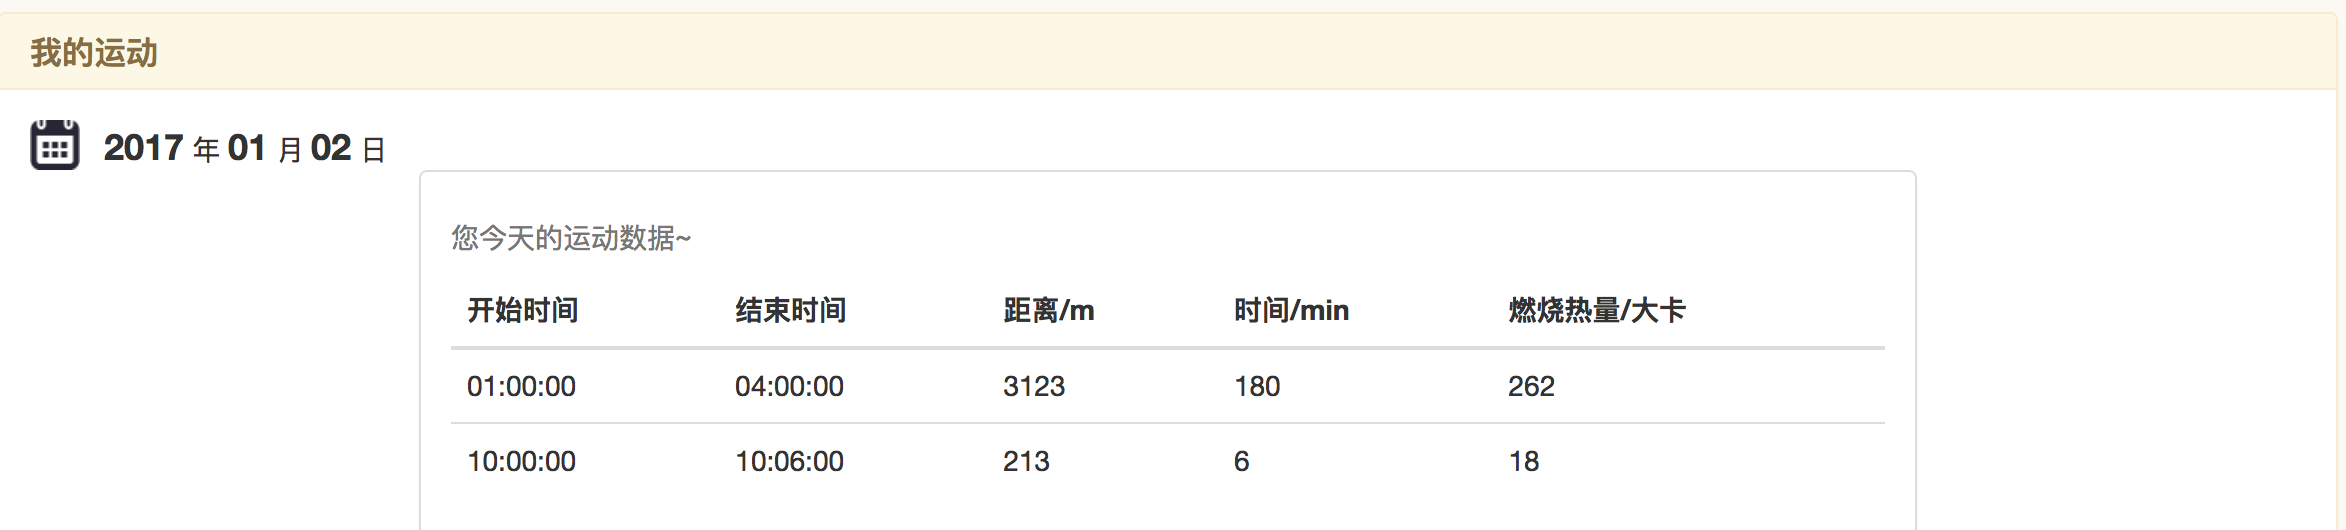 我的运动
2017 年 01 月 02 日
您今天的运动数据~
开始时间 结束时间 距离/m 时间/min 燃烧热量/大卡
01:00:00 04:00:00 3123 180 262
10:00:00 10:06:00 213 6 18